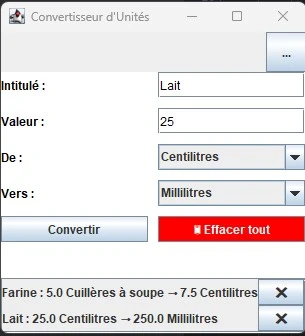 Convertisseur d'Unités
...
Intitulé : Lait
Valeur : 25
De : Centilitres
Vers : Millilitres
Convertir Effacer tout
Farine : 5.0 Cuillères à soupe → 7.5 Centilitres ✕
Lait : 25.0 Centilitres → 250.0 Millilitres ✕